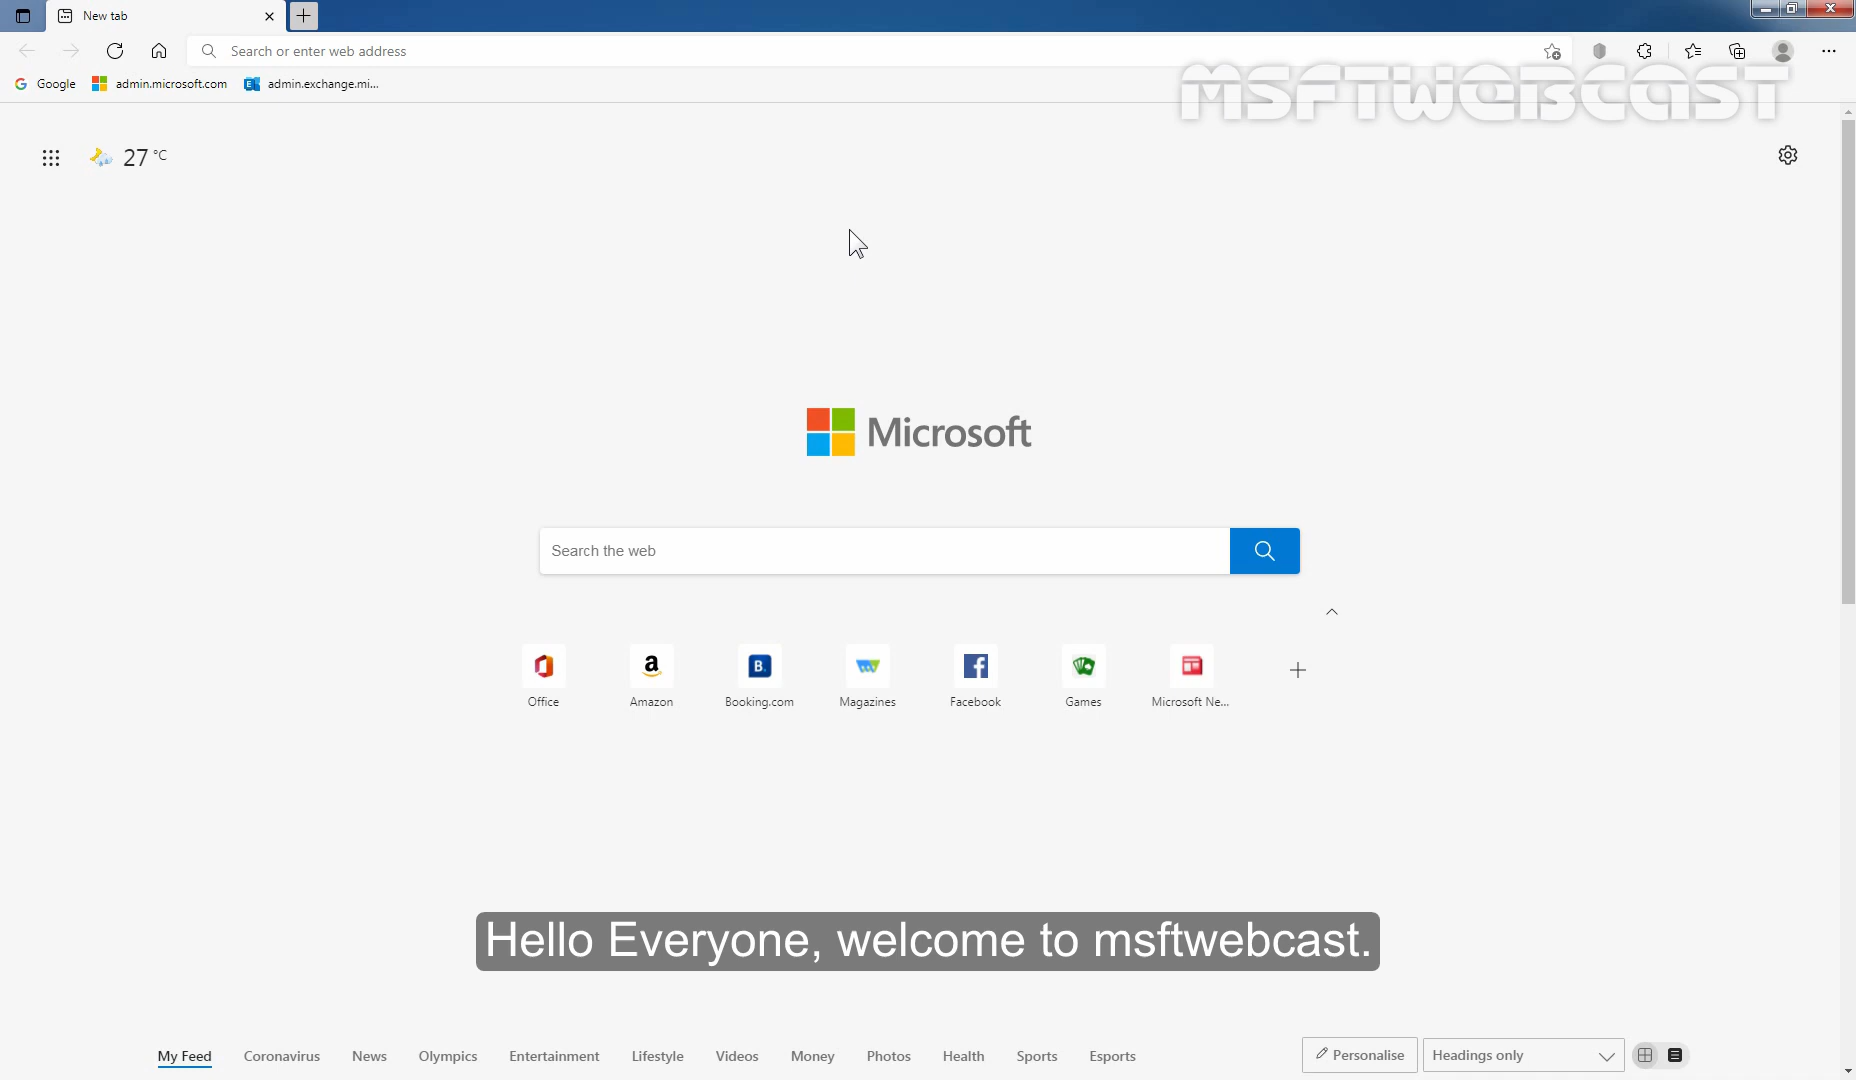 New tab
Search or enter web address
Google admin.microsoft.com admin.exchange.mi...
MSFTWEBCAST
27 °C
Microsoft
Search the web
Office Amazon Booking.com Magazines Facebook Games Microsoft Ne...
Hello Everyone, welcome to msftwebcast.
My Feed Coronavirus News Olympics Entertainment Lifestyle Videos Money Photos Health Sports Esports Personalise Headings only